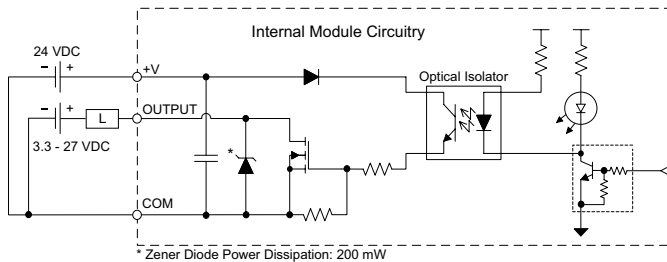 Internal Module Circuitry
24 VDC
− +
+V
Optical Isolator
− +
L
OUTPUT
3.3 - 27 VDC
*
COM
* Zener Diode Power Dissipation: 200 mW